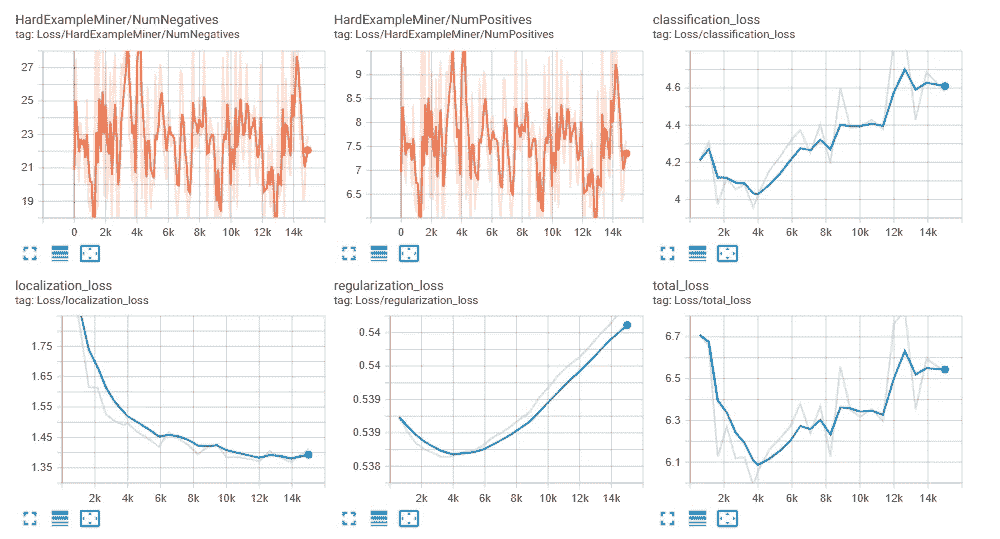 HardExampleMiner/NumNegatives
tag: Loss/HardExampleMiner/NumNegatives
27
25
23
21
19
0 2k 4k 6k 8k 10k 12k 14k
HardExampleMiner/NumPositives
tag: Loss/HardExampleMiner/NumPositives
9
8.5
8
7.5
7
6.5
0 2k 4k 6k 8k 10k 12k 14k
classification_loss
tag: Loss/classification_loss
4.6
4.4
4.2
4
2k 4k 6k 8k 10k 12k 14k
localization_loss
tag: Loss/localization_loss
1.75
1.65
1.55
1.45
1.35
2k 4k 6k 8k 10k 12k 14k
regularization_loss
tag: Loss/regularization_loss
0.54
0.54
0.539
0.539
0.538
2k 4k 6k 8k 10k 12k 14k
total_loss
tag: Loss/total_loss
6.7
6.5
6.3
6.1
2k 4k 6k 8k 10k 12k 14k